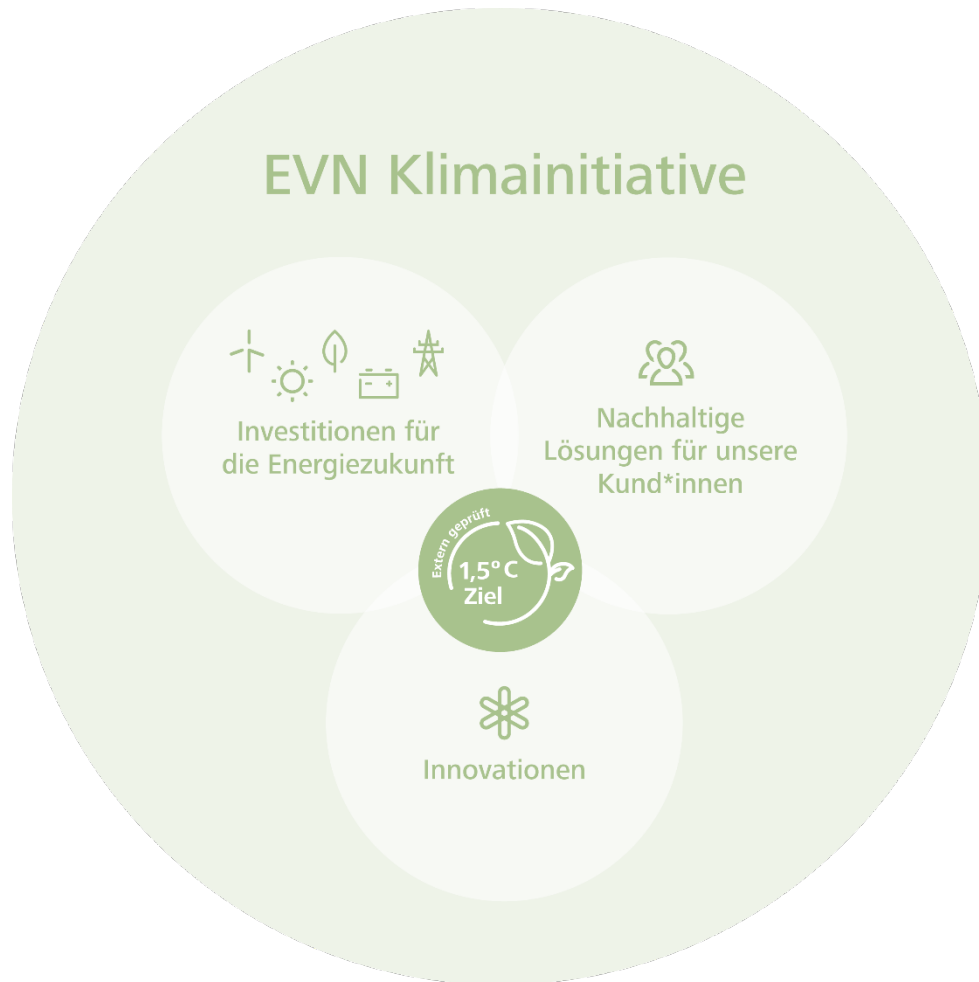 EVN Klimainitiative
Investitionen für
die Energiezukunft
Nachhaltige
Lösungen für unsere
Kund*innen
Extern geprüft
1,5° C
Ziel
Innovationen